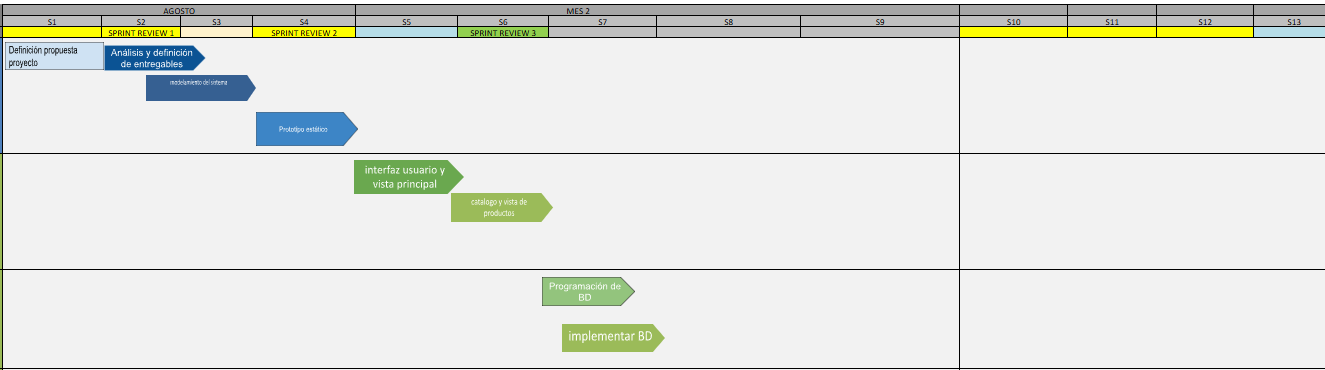 AGOSTO MES 2
S1 S2 S3 S4 S5 S6 S7 S8 S9 S10 S11 S12 S13
SPRINT REVIEW 1 SPRINT REVIEW 2 SPRINT REVIEW 3
Definición propuesta
proyecto
Análisis y definición
de entregables
modelamiento del sistema
Prototipo estático
interfaz usuario y
vista principal
catalogo y vista de
productos
Programación de
BD
implementar BD